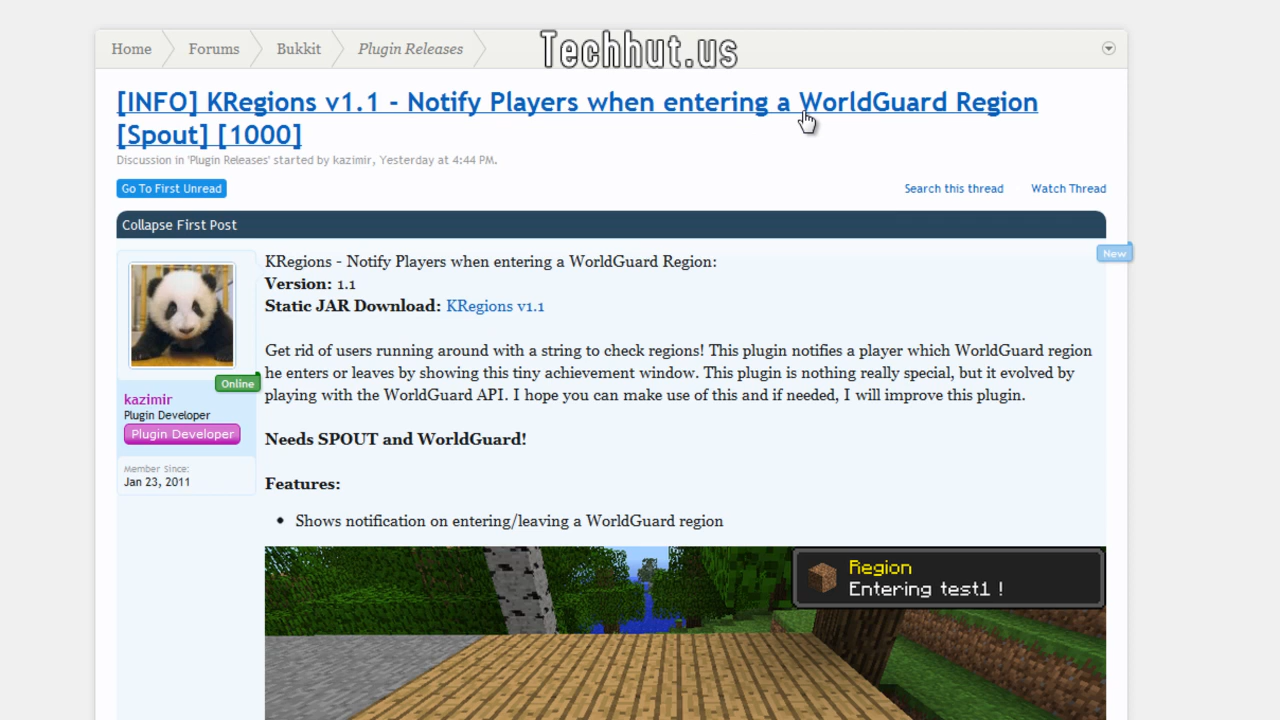 Home Forums Bukkit Plugin Releases
Techhut.us
[INFO] KRegions v1.1 - Notify Players when entering a WorldGuard Region
[Spout] [1000]
Discussion in 'Plugin Releases' started by kazimir, Yesterday at 4:44 PM.
Go To First Unread
Search this thread Watch Thread
Collapse First Post
New
Online
kazimir
Plugin Developer
Plugin Developer
Member Since:
Jan 23, 2011
KRegions - Notify Players when entering a WorldGuard Region:
Version: 1.1
Static JAR Download: KRegions v1.1
Get rid of users running around with a string to check regions! This plugin notifies a player which WorldGuard region
he enters or leaves by showing this tiny achievement window. This plugin is nothing really special, but it evolved by
playing with the WorldGuard API. I hope you can make use of this and if needed, I will improve this plugin.
Needs SPOUT and WorldGuard!
Features:
Shows notification on entering/leaving a WorldGuard region
Region
Entering test1 !